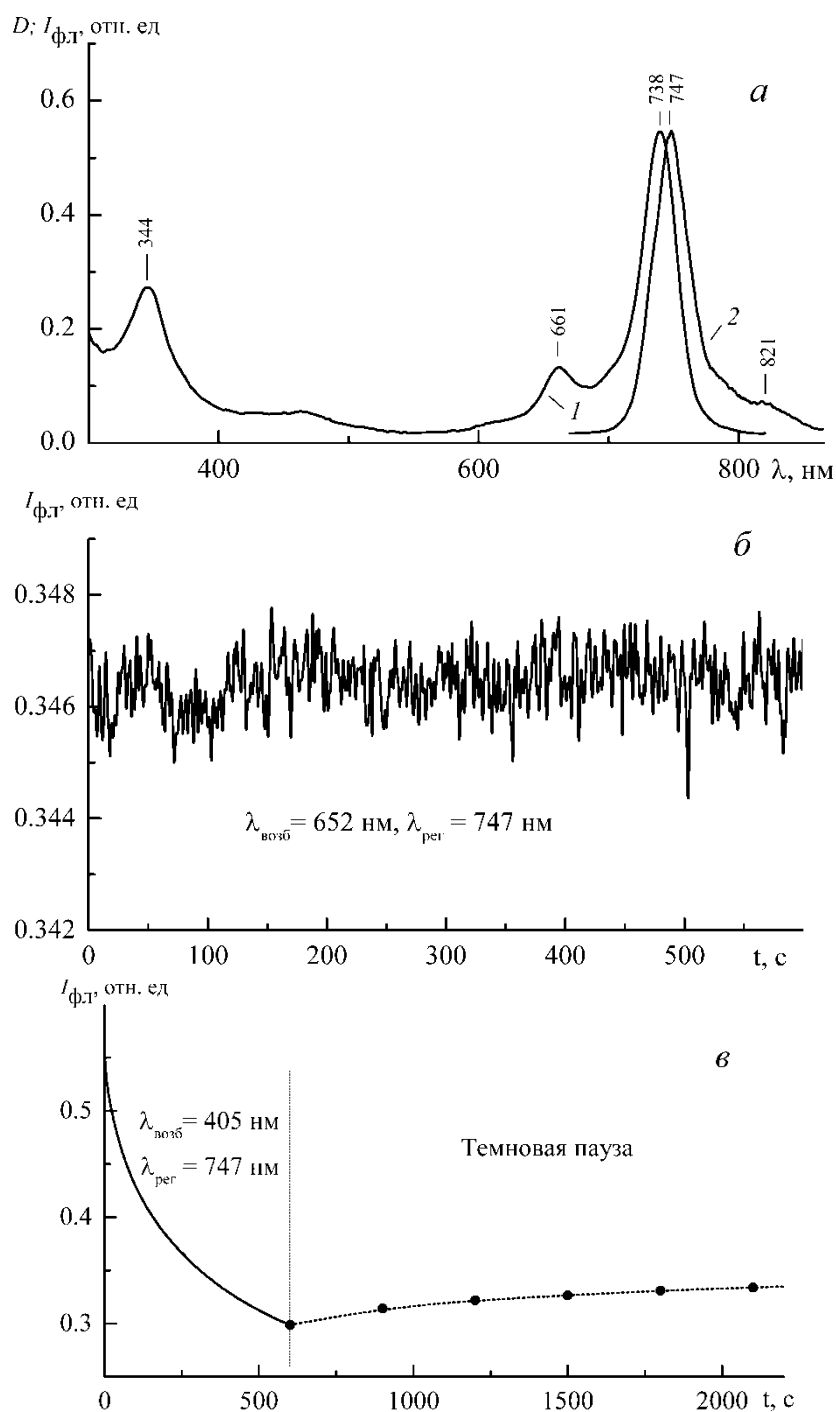 D; Iфл, отн. ед
а
0.6
738
747
0.4
344
661
821
0.2
2
1
0.0
400
600
800
λ, нм
Iфл, отн. ед
б
0.348
0.346
0.344
λвозб= 652 нм, λрег = 747 нм
0.342
0
100
200
300
400
500
t, с
Iфл, отн. ед
в
0.5
λвозб= 405 нм
λрег = 747 нм
Темновая пауза
0.4
0.3
0
500
1000
1500
2000
t, с